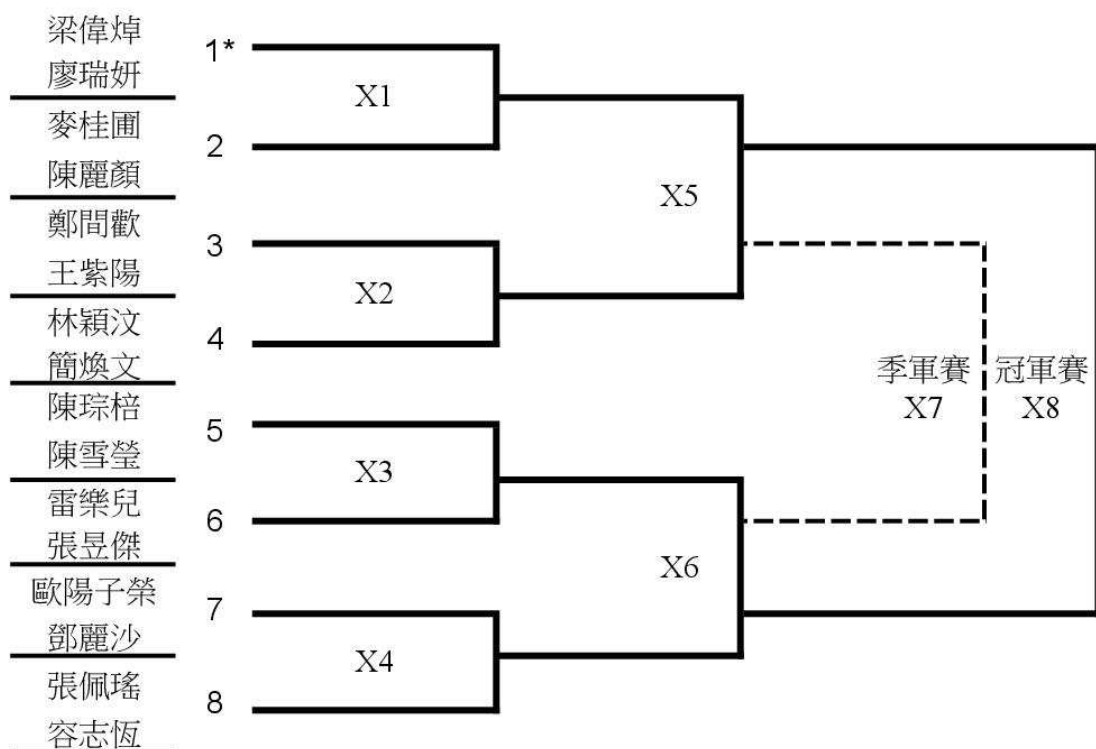 梁偉焯
1*
廖瑞妍
X1
麥桂圃
2
陳麗顏
X5
鄭間歡
3
王紫陽
X2
林穎汶
4
簡煥文
季軍賽
X7
冠軍賽
X8
陳琮棓
5
陳雪瑩
X3
雷樂兒
6
張昱傑
X6
歐陽子榮
7
鄧麗沙
X4
張佩瑤
8
容志恆